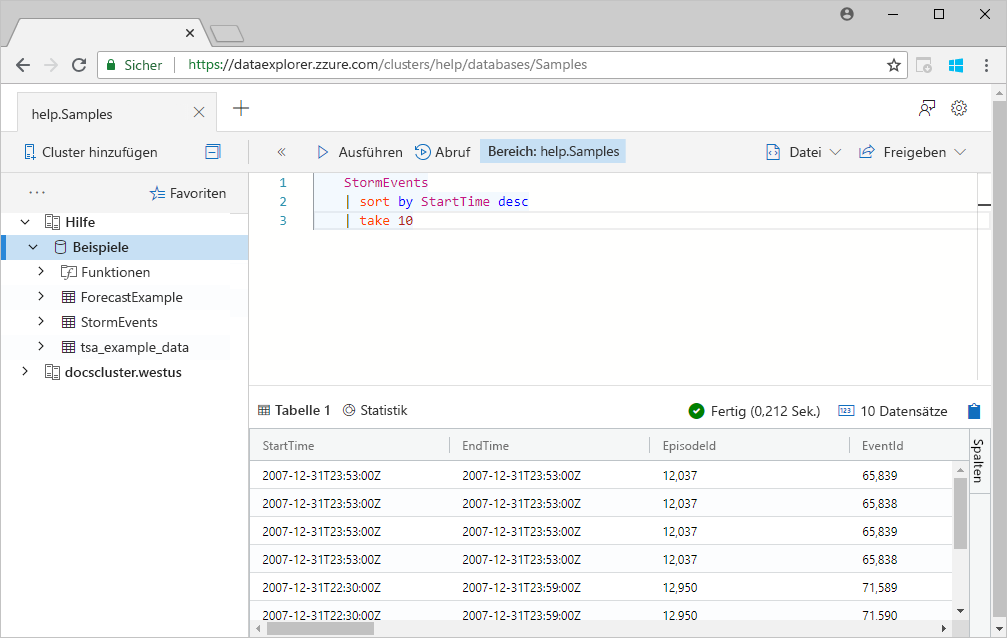 Sicher
https://dataexplorer.zzure.com/clusters/help/databases/Samples
help.Samples
Cluster hinzufügen
Ausführen
Abruf
Bereich: help.Samples
Datei
Freigeben
Favoriten
Hilfe
Beispiele
Funktionen
ForecastExample
StormEvents
tsa_example_data
docscluster.westus
1 StormEvents
2 | sort by StartTime desc
3 | take 10
Tabelle 1
Statistik
Fertig (0,212 Sek.)
123
10 Datensätze
StartTime EndTime EpisodeId EventId
2007-12-31T23:53:00Z 2007-12-31T23:53:00Z 12,037 65,839
2007-12-31T23:53:00Z 2007-12-31T23:53:00Z 12,037 65,838
2007-12-31T23:53:00Z 2007-12-31T23:53:00Z 12,037 65,839
2007-12-31T23:53:00Z 2007-12-31T23:53:00Z 12,037 65,838
2007-12-31T22:30:00Z 2007-12-31T23:59:00Z 12,950 71,589
2007-12-31T22:30:00Z 2007-12-31T23:59:00Z 12,950 71,590
Spalten